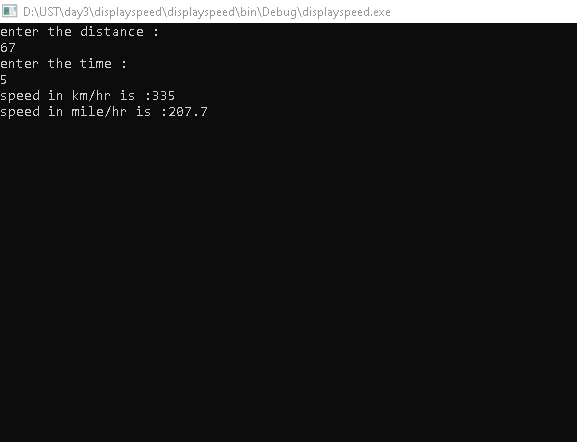 D:\UST\day3\displayspeed\displayspeed\bin\Debug\displayspeed.exe
enter the distance :
67
enter the time :
5
speed in km/hr is :335
speed in mile/hr is :207.7